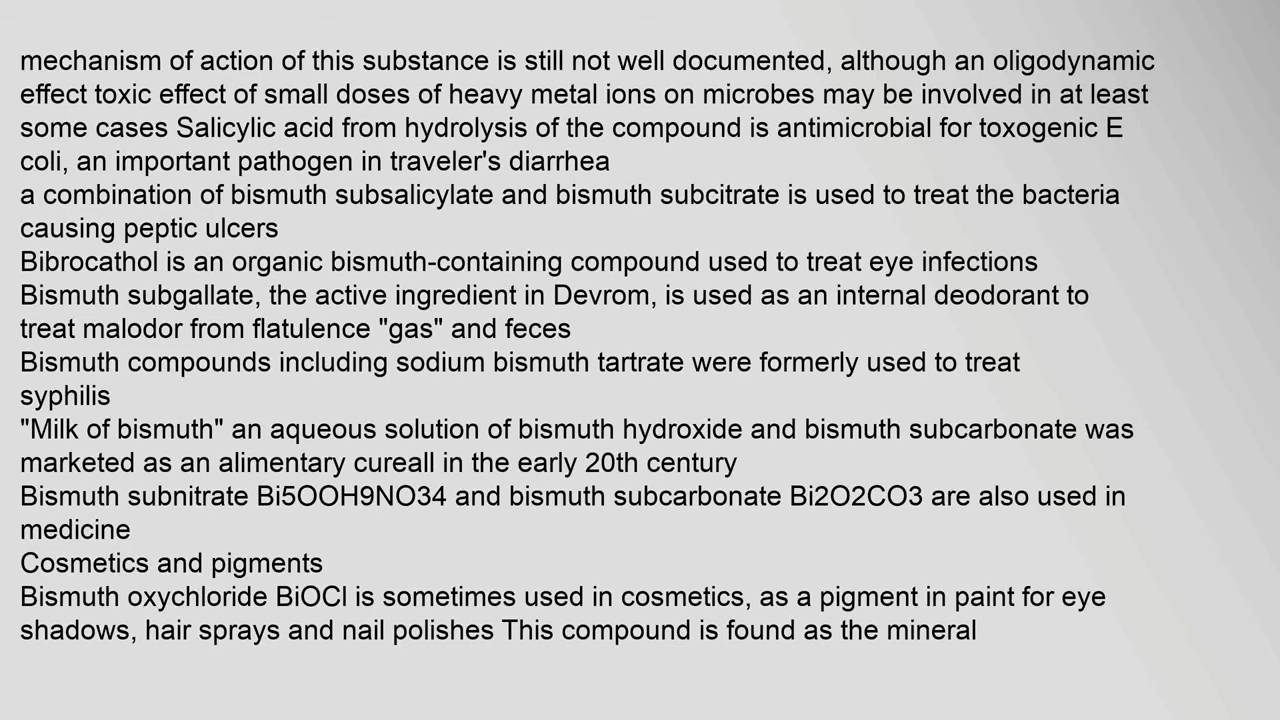 mechanism of action of this substance is still not well documented, although an oligodynamic
effect toxic effect of small doses of heavy metal ions on microbes may be involved in at least
some cases Salicylic acid from hydrolysis of the compound is antimicrobial for toxogenic E
coli, an important pathogen in traveler's diarrhea
a combination of bismuth subsalicylate and bismuth subcitrate is used to treat the bacteria
causing peptic ulcers
Bibrocathol is an organic bismuth-containing compound used to treat eye infections
Bismuth subgallate, the active ingredient in Devrom, is used as an internal deodorant to
treat malodor from flatulence "gas" and feces
Bismuth compounds including sodium bismuth tartrate were formerly used to treat
syphilis
"Milk of bismuth" an aqueous solution of bismuth hydroxide and bismuth subcarbonate was
marketed as an alimentary cureall in the early 20th century
Bismuth subnitrate Bi5OOH9NO34 and bismuth subcarbonate Bi2O2CO3 are also used in
medicine
Cosmetics and pigments
Bismuth oxychloride BiOCl is sometimes used in cosmetics, as a pigment in paint for eye
shadows, hair sprays and nail polishes This compound is found as the mineral